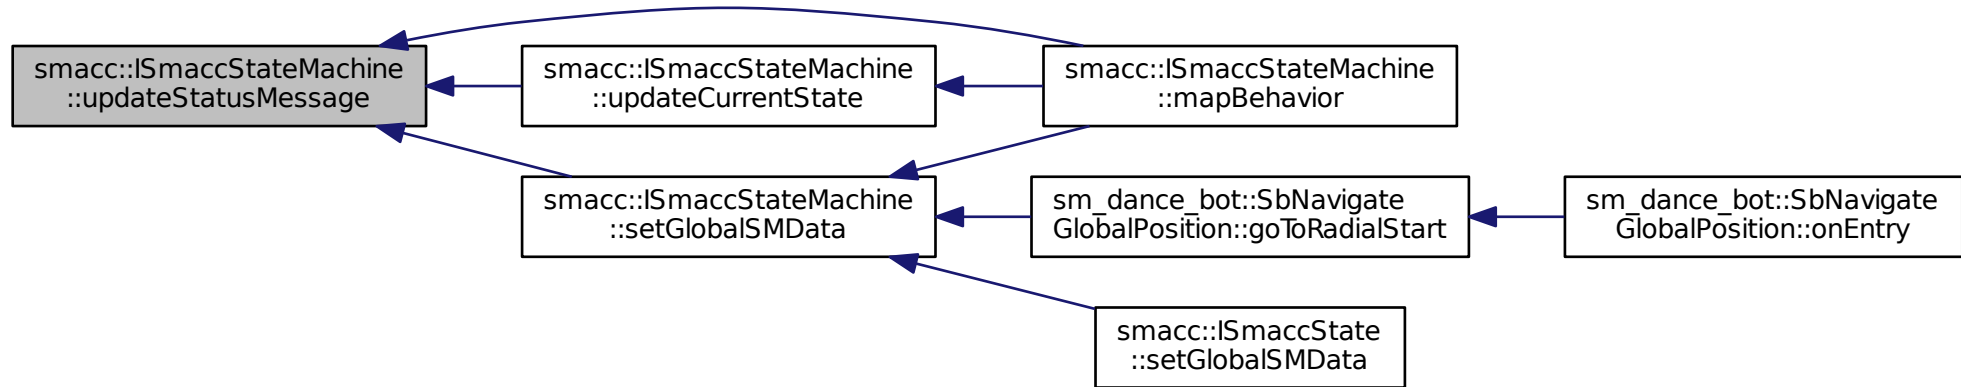 smacc::ISmaccStateMachine
::updateStatusMessage
smacc::ISmaccStateMachine
::updateCurrentState
smacc::ISmaccStateMachine
::mapBehavior
smacc::ISmaccStateMachine
::setGlobalSMData
sm_dance_bot::SbNavigate
GlobalPosition::goToRadialStart
sm_dance_bot::SbNavigate
GlobalPosition::onEntry
smacc::ISmaccState
::setGlobalSMData